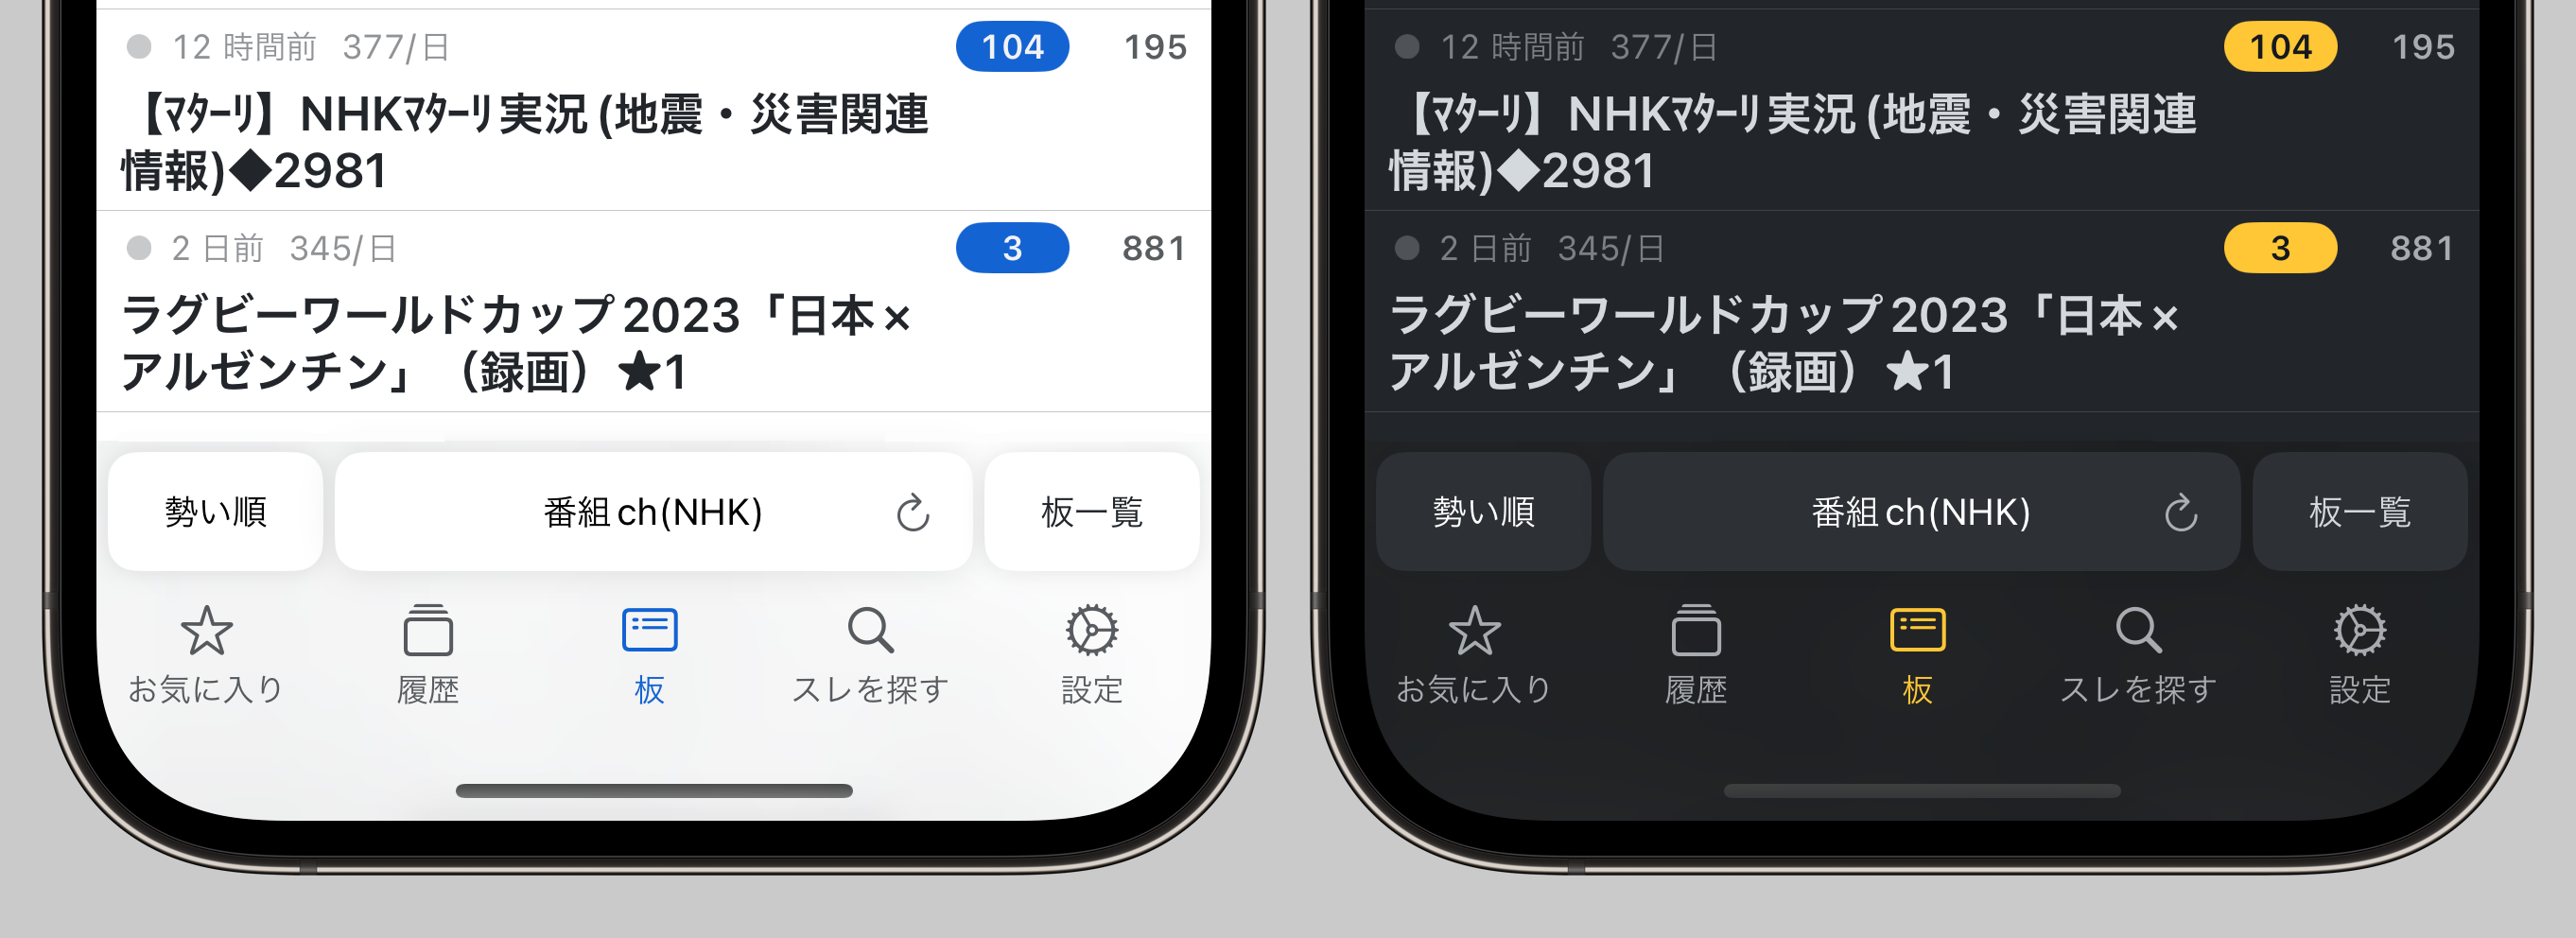 12 時間前 377/日 104 195
【ﾏﾀｰﾘ】NHKﾏﾀｰﾘ実況(地震・災害関連
情報)◆2981
2 日前 345/日 3 881
ラグビーワールドカップ2023「日本×
アルゼンチン」（録画）★1
勢い順 番組ch(NHK) 板一覧
お気に入り 履歴 板 スレを探す 設定
12 時間前 377/日 104 195
【ﾏﾀｰﾘ】NHKﾏﾀｰﾘ実況(地震・災害関連
情報)◆2981
2 日前 345/日 3 881
ラグビーワールドカップ2023「日本×
アルゼンチン」（録画）★1
勢い順 番組ch(NHK) 板一覧
お気に入り 履歴 板 スレを探す 設定